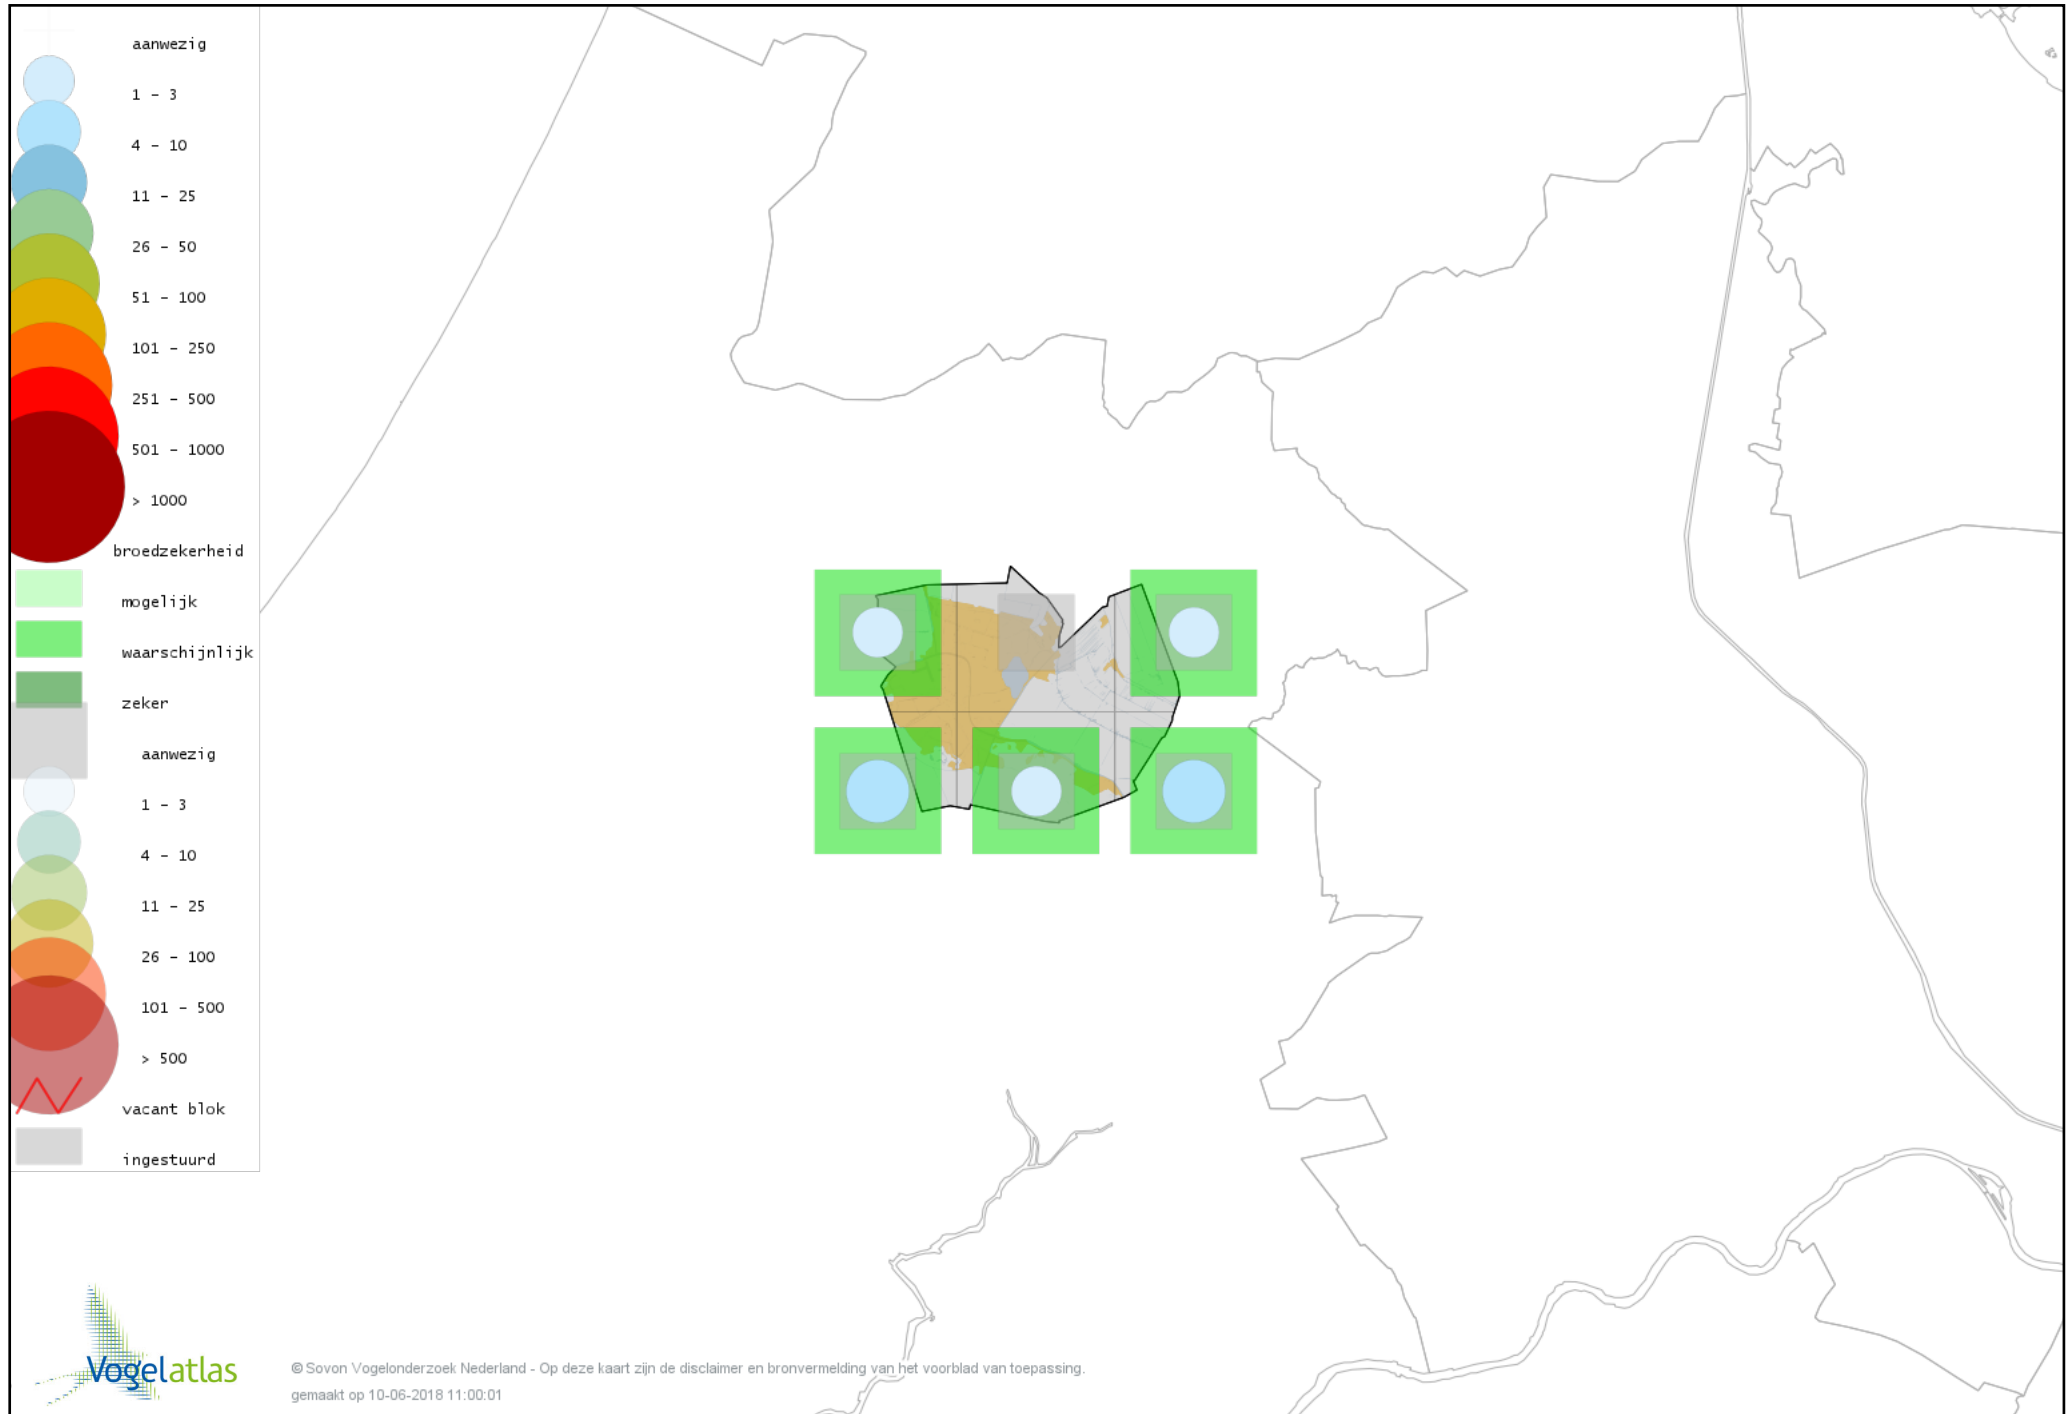 aanwezig
1 - 3
4 - 10
11 - 25
26 - 50
51 - 100
101 - 250
251 - 500
501 - 1000
> 1000
broedzekerheid
mogelijk
waarschijnlijk
zeker
aanwezig
1 - 3
4 - 10
11 - 25
26 - 100
101 - 500
> 500
vacant blok
ingestuurd
Vogelatlas
© Sovon Vogelonderzoek Nederland - Op deze kaart zijn de disclaimer en bronvermelding van het voorblad van toepassing.
gemaakt op 10-06-2018 11:00:01